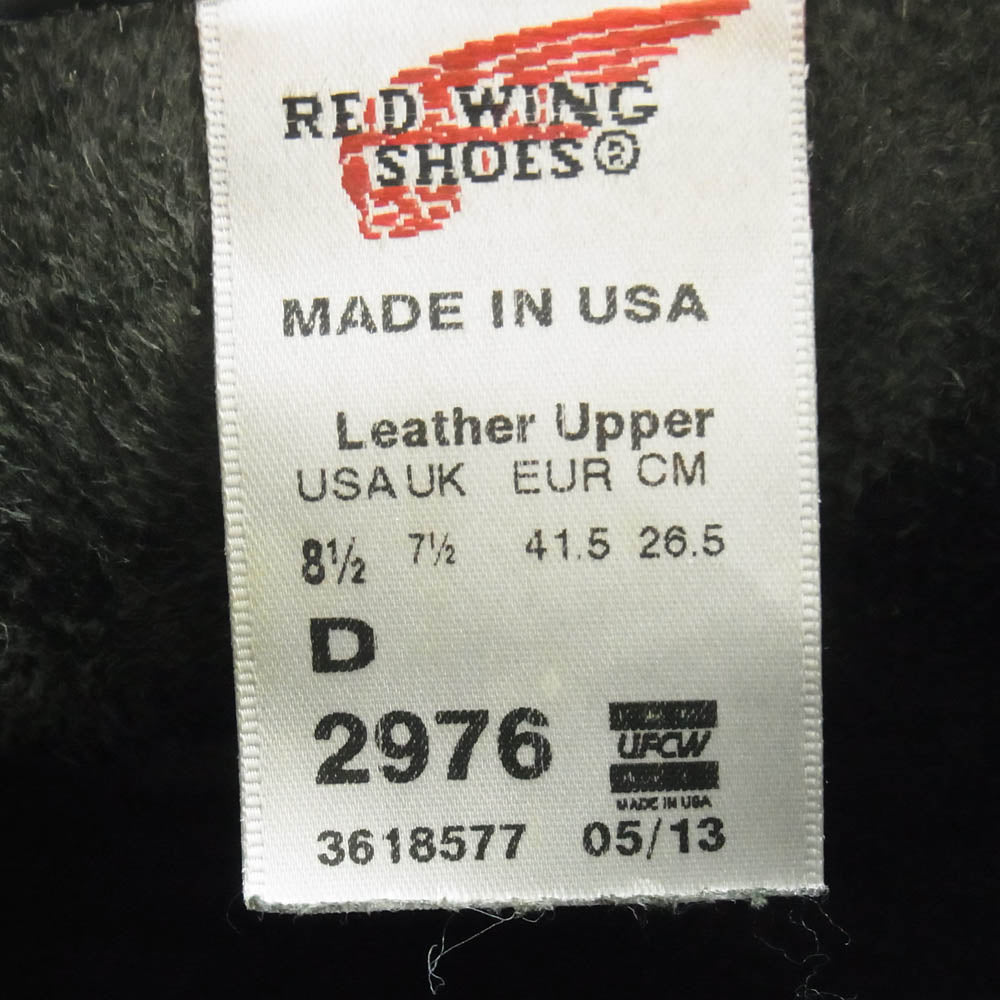 RED WING
SHOES®
MADE IN USA
Leather Upper
USA UK EUR CM
8½ 7½ 41.5 26.5
D
2976
UFCW
MADE IN USA
3618577 05/13